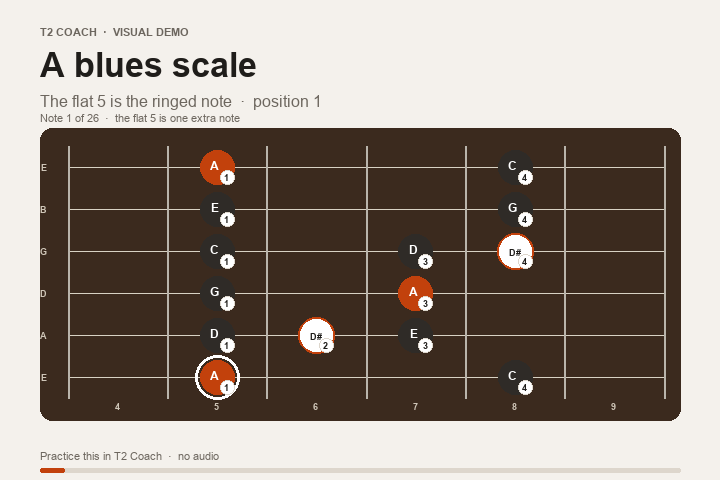 T2 COACH · VISUAL DEMO
A blues scale
The flat 5 is the ringed note · position 1
Note 1 of 26 · the flat 5 is one extra note
E A 1 C 4
B E 1 G 4
G C 1 D 3 D# 4
D G 1 A 3
A D 1 D# 2 E 3
E A 1 C 4
4 5 6 7 8 9
Practice this in T2 Coach · no audio